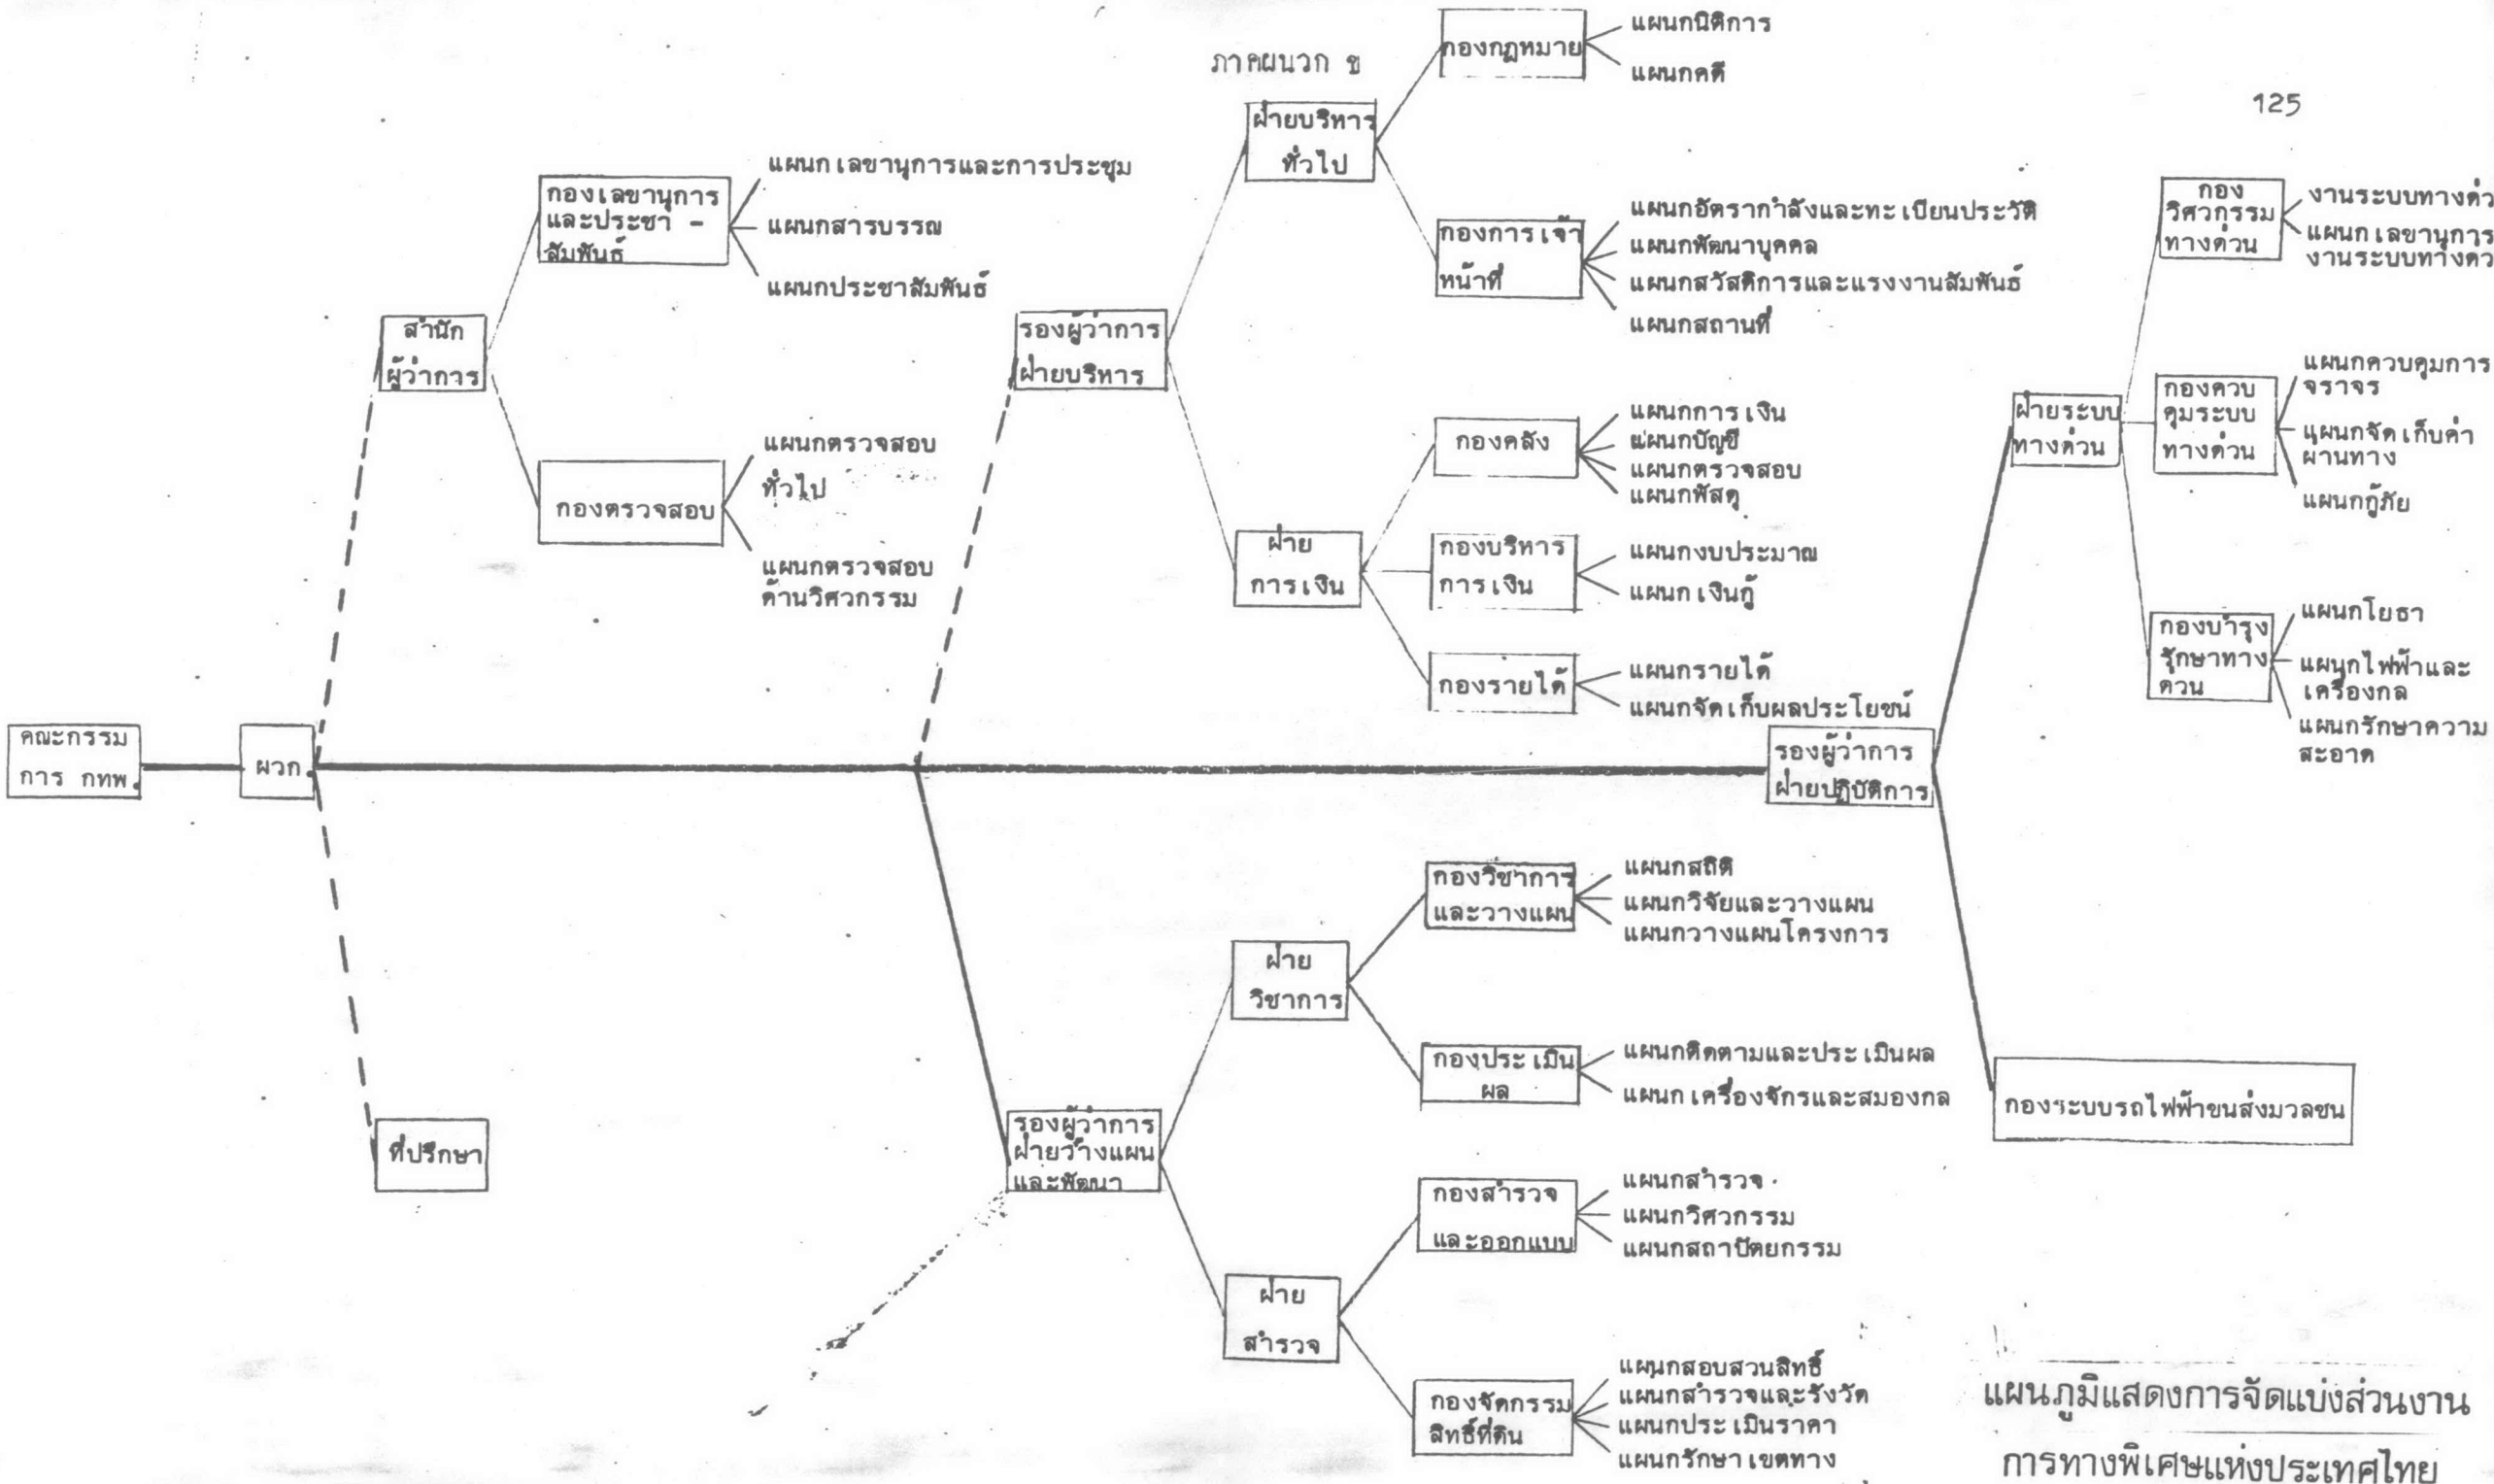 ภาคผนวก ข
125
คณะกรรม
การ กทพ.
ผวก.
สำนัก
ผู้ว่าการ
กองเลขานุการ
และประชา -
สัมพันธ์
แผนกเลขานุการและการประชุม
แผนกสารบรรณ
แผนกประชาสัมพันธ์
กองตรวจสอบ
แผนกตรวจสอบ
ทั่วไป
แผนกตรวจสอบ
ด้านวิศวกรรม
ที่ปรึกษา
รองผู้ว่าการ
ฝ่ายบริหาร
ฝ่ายบริหาร
ทั่วไป
กองกฎหมาย
แผนกนิติการ
แผนกคดี
กองการเจ้า
หน้าที่
แผนกอัตรากำลังและทะเบียนประวัติ
แผนกพัฒนาบุคคล
แผนกสวัสดิการและแรงงานสัมพันธ์
แผนกสถานที่
ฝ่าย
การเงิน
กองคลัง
แผนกการเงิน
แผนกบัญชี
แผนกตรวจสอบ
แผนกพัสดุ
กองบริหาร
การเงิน
แผนกงบประมาณ
แผนกเงินกู้
กองรายได้
แผนกรายได้
แผนกจัดเก็บผลประโยชน์
รองผู้ว่าการ
ฝ่ายวางแผน
และพัฒนา
ฝ่าย
วิชาการ
กองวิชาการ
และวางแผน
แผนกสถิติ
แผนกวิจัยและวางแผน
แผนกวางแผนโครงการ
กองประเมิน
ผล
แผนกติดตามและประเมินผล
แผนกเครื่องจักรและสมองกล
ฝ่าย
สำรวจ
กองสำรวจ
และออกแบบ
แผนกสำรวจ
แผนกวิศวกรรม
แผนกสถาปัตยกรรม
กองจัดกรรม
สิทธิ์ที่ดิน
แผนกสอบสวนสิทธิ์
แผนกสำรวจและรังวัด
แผนกประเมินราคา
แผนกรักษาเขตทาง
รองผู้ว่าการ
ฝ่ายปฏิบัติการ
ฝ่ายระบบ
ทางด่วน
กอง
วิศวกรรม
ทางด่วน
งานระบบทางด่ว
แผนกเลขานุการ
งานระบบทางดว
กองควบ
คุมระบบ
ทางด่วน
แผนกควบคุมการ
จราจร
แผนกจัดเก็บค่า
ผ่านทาง
แผนกกู้ภัย
กองบำรุง
รักษาทาง
ด่วน
แผนกโยธา
แผนกไฟฟ้าและ
เครื่องกล
แผนกรักษาความ
สะอาด
กองระบบรถไฟฟ้าขนส่งมวลชน
แผนภูมิแสดงการจัดแบ่งส่วนงาน
การทางพิเศษแห่งประเทศไทย